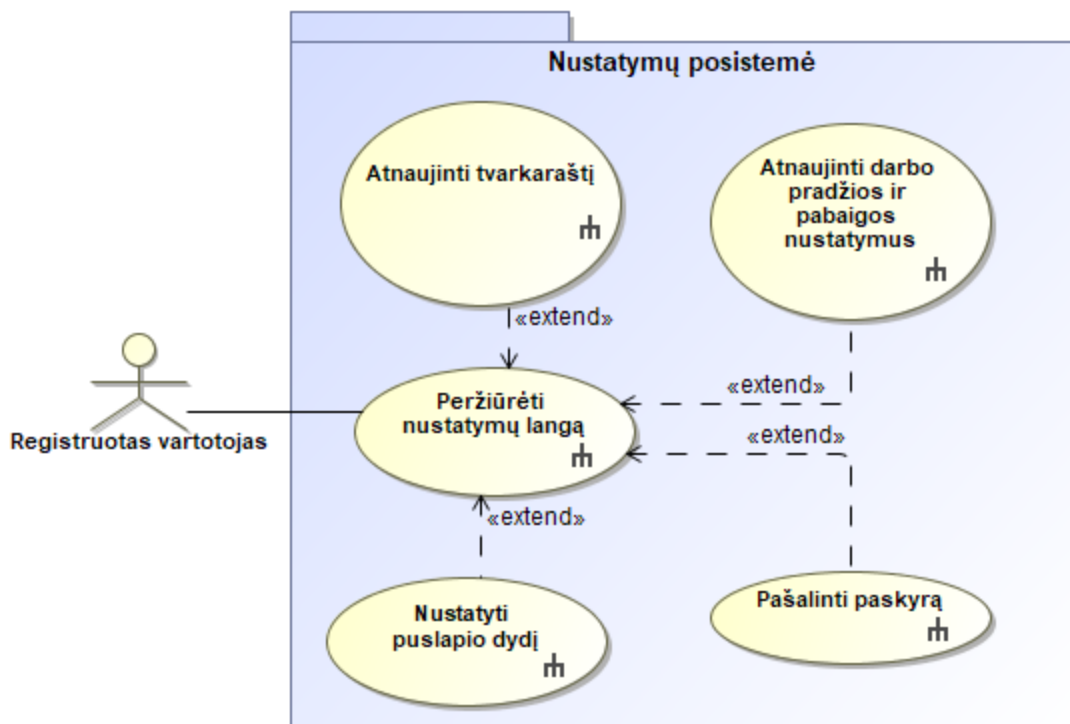 Nustatymų posistemė
Atnaujinti tvarkaraštį
Atnaujinti darbo
pradžios ir
pabaigos
nustatymus
«extend»
«extend»
Peržiūrėti
nustatymų langą
Registruotas vartotojas
«extend»
«extend»
Nustatyti
puslapio dydį
Pašalinti paskyrą